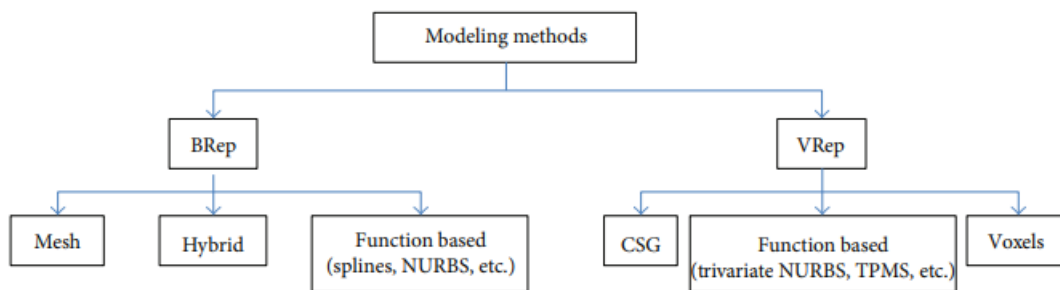 Modeling methods
BRep
VRep
Mesh
Hybrid
Function based
(splines, NURBS, etc.)
CSG
Function based
(trivariate NURBS, TPMS, etc.)
Voxels